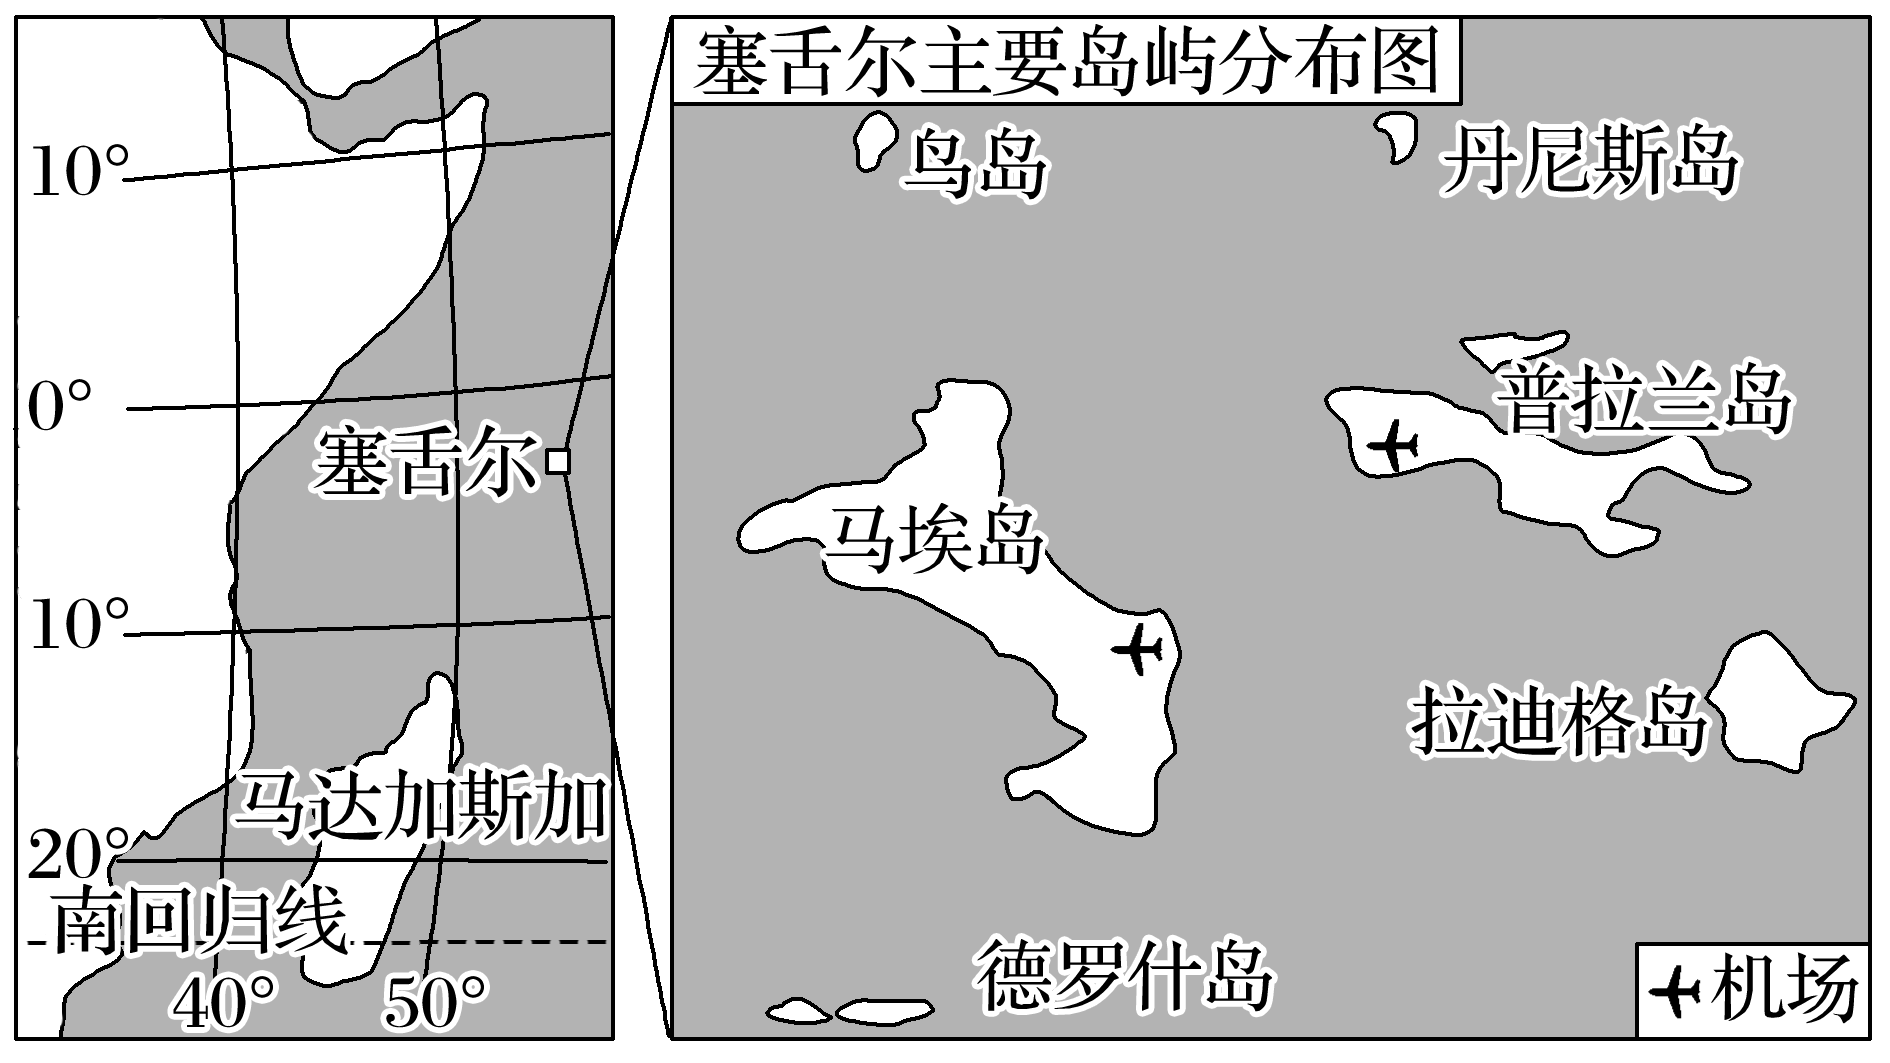 10°
0°
塞舌尔
10°
马达加斯加
20°
南回归线
40°
50°
塞舌尔主要岛屿分布图
鸟岛
丹尼斯岛
普拉兰岛
马埃岛
拉迪格岛
德罗什岛
机场